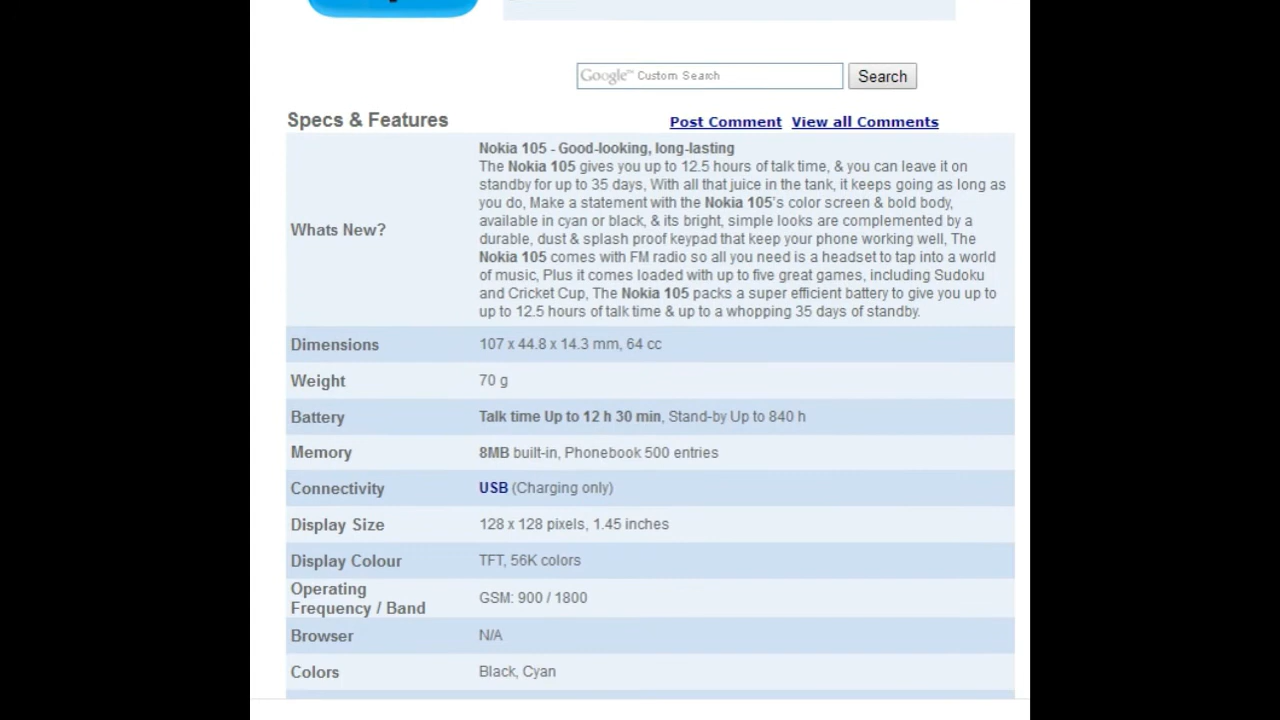 Google™ Custom Search
Search
Specs & Features
Post Comment View all Comments
Whats New?
Nokia 105 - Good-looking, long-lasting
The Nokia 105 gives you up to 12.5 hours of talk time, & you can leave it on
standby for up to 35 days, With all that juice in the tank, it keeps going as long as
you do, Make a statement with the Nokia 105's color screen & bold body,
available in cyan or black, & its bright, simple looks are complemented by a
durable, dust & splash proof keypad that keep your phone working well, The
Nokia 105 comes with FM radio so all you need is a headset to tap into a world
of music, Plus it comes loaded with up to five great games, including Sudoku
and Cricket Cup, The Nokia 105 packs a super efficient battery to give you up to
up to 12.5 hours of talk time & up to a whopping 35 days of standby.
Dimensions 107 x 44.8 x 14.3 mm, 64 cc
Weight 70 g
Battery Talk time Up to 12 h 30 min, Stand-by Up to 840 h
Memory 8MB built-in, Phonebook 500 entries
Connectivity USB (Charging only)
Display Size 128 x 128 pixels, 1.45 inches
Display Colour TFT, 56K colors
Operating
Frequency / Band GSM: 900 / 1800
Browser N/A
Colors Black, Cyan